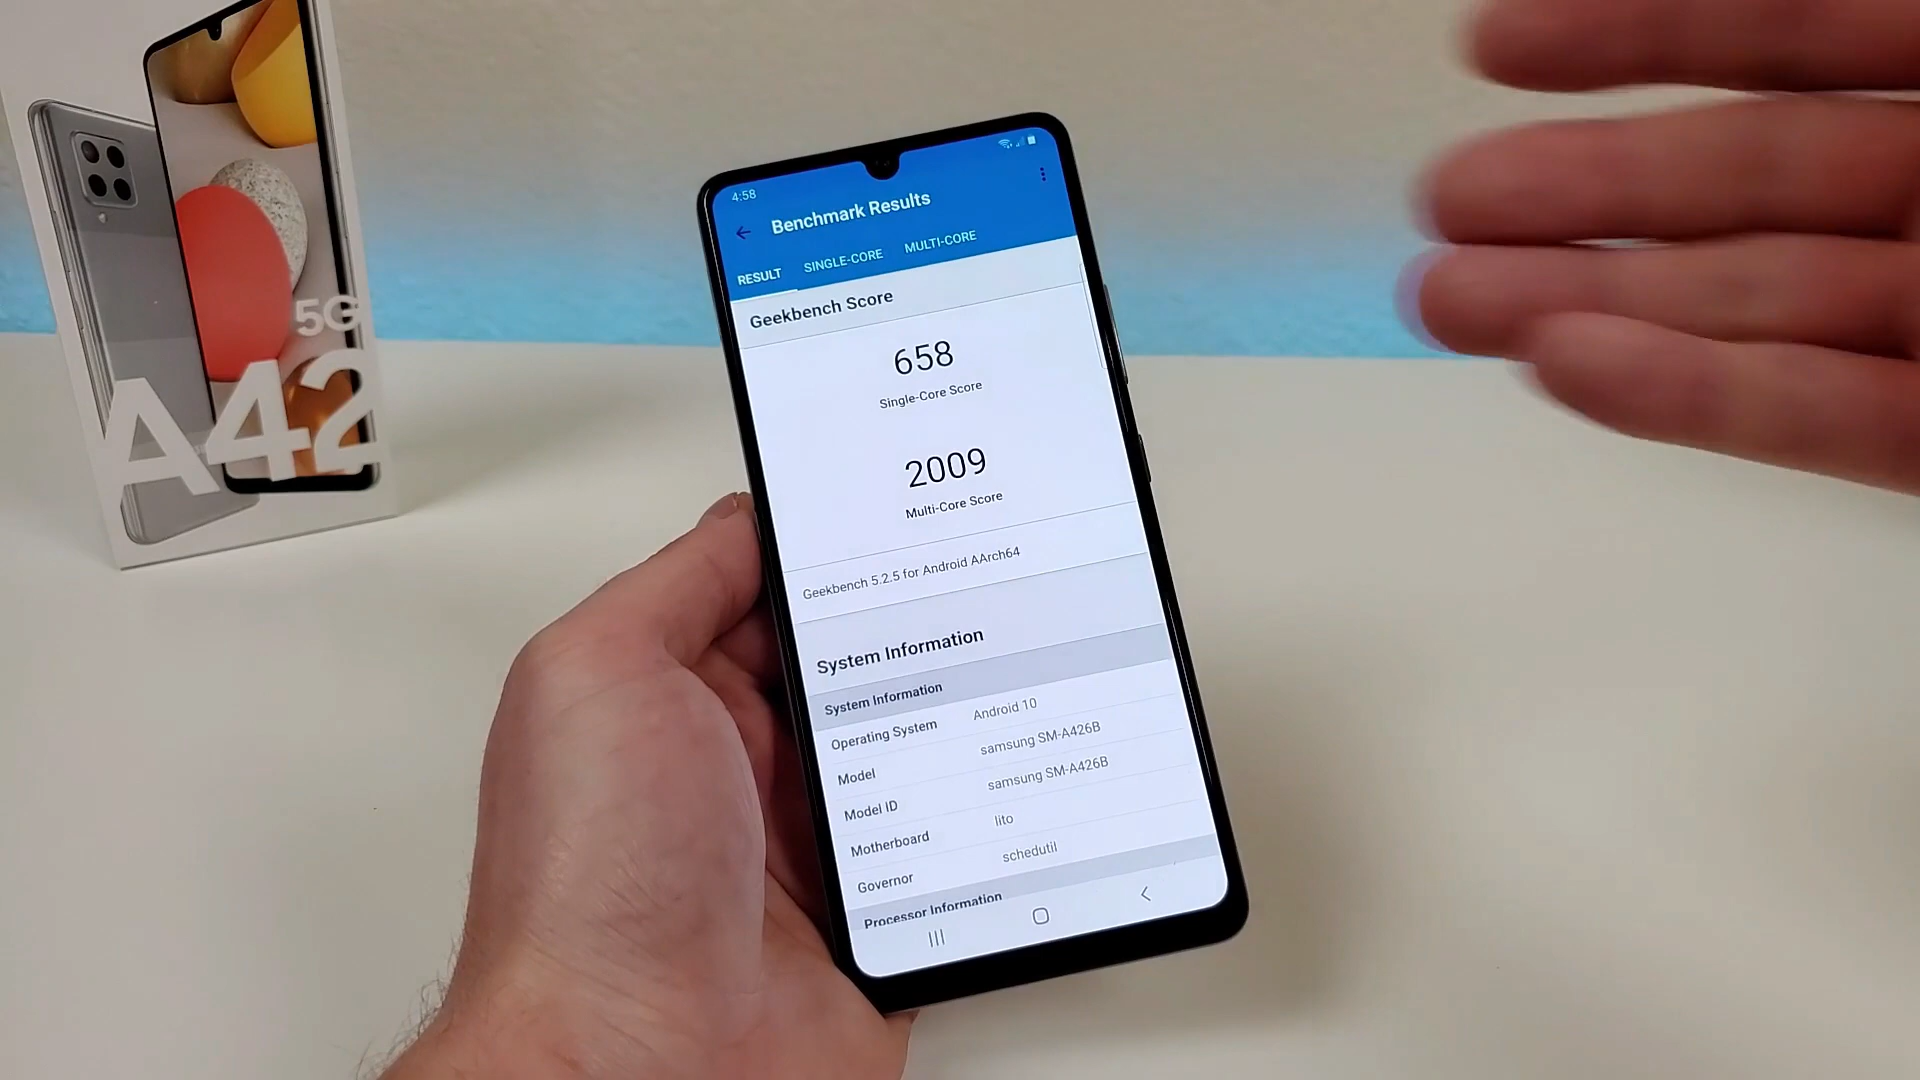 5G
A42
4:58
Benchmark Results
RESULT SINGLE-CORE MULTI-CORE
Geekbench Score
658
Single-Core Score
2009
Multi-Core Score
Geekbench 5.2.5 for Android AArch64
System Information
System Information
Operating System Android 10
Model samsung SM-A426B
Model ID samsung SM-A426B
Motherboard lito
Governor schedutil
Processor Information